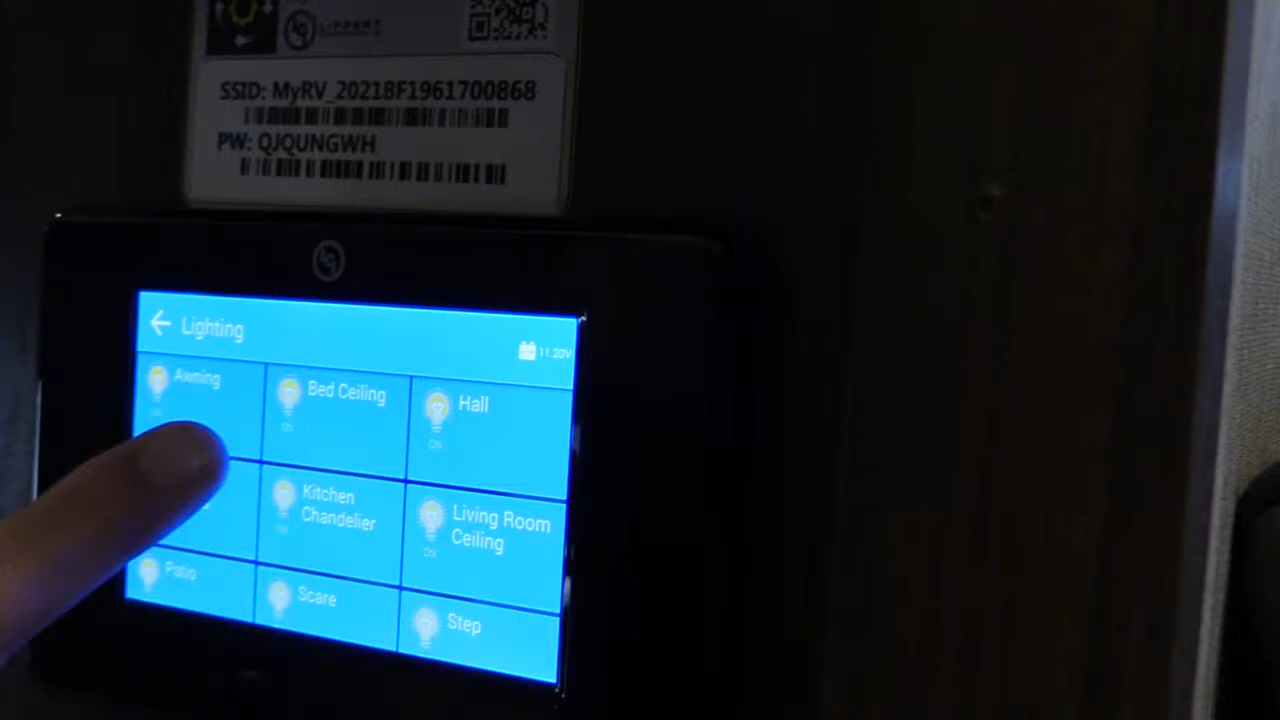 LIPPERT
SSID: MyRV_20218F1961700868
PW: QJQUNGWH
Lighting
11.20V
Awning
Bed Ceiling
ON
Hall
ON
Kitchen
Chandelier
ON
Living Room
Ceiling
ON
Patio
Scare
Step